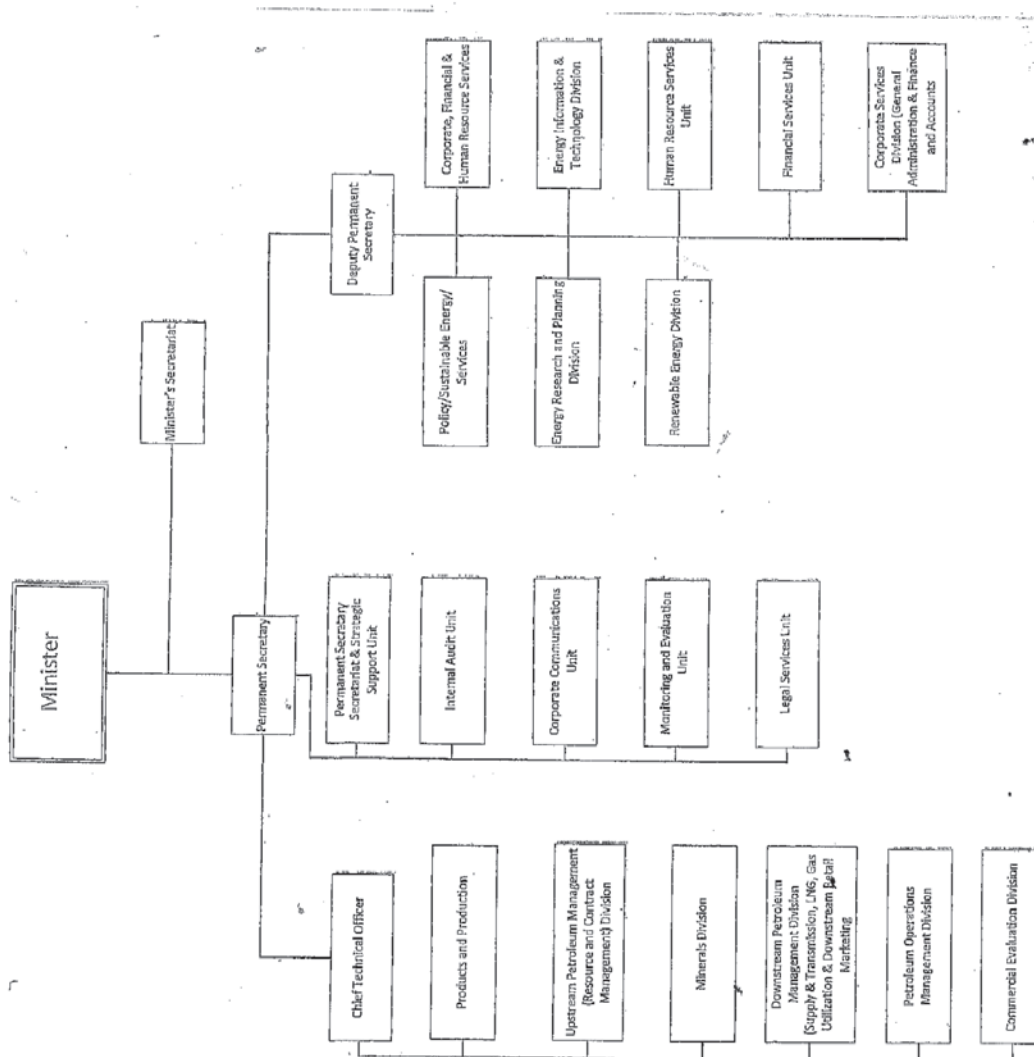 Minister
Minister's Secretariat
Permanent Secretary
Chief Technical Officer
Products and Production
Upstream Petroleum Management
(Resource and Contract
Management) Division
Minerals Division
Downstream Petroleum
Management Division
(Supply & Transmission, LNG, Gas
Utilization & Downstream Retail
Marketing
Petroleum Operations
Management Division
Commercial Evaluation Division
Permanent Secretary
Secretariat & Strategic
Support Unit
Internal Audit Unit
Corporate Communications
Unit
Monitoring and Evaluation
Unit
Legal Services Unit
Deputy Permanent
Secretary
Policy/Sustainable Energy/
Services
Energy Research and Planning
Division
Renewable Energy Division
Corporate, Financial &
Human Resource Services
Energy Information &
Technology Division
Human Resource Services
Unit
Financial Services Unit
Corporate Services
Division (General
Administration & Finance
and Accounts